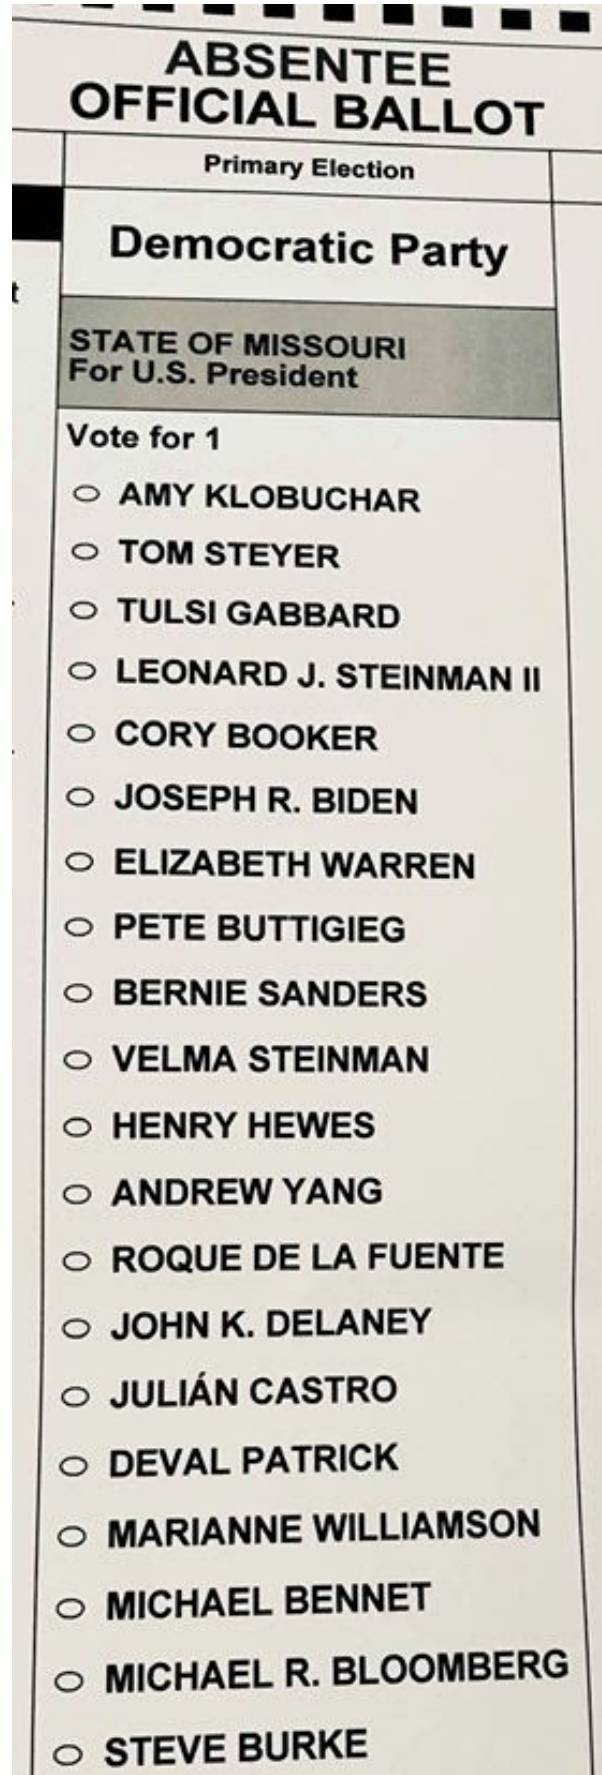 ABSENTEE
OFFICIAL BALLOT
Primary Election
Democratic Party
t
STATE OF MISSOURI
For U.S. President
Vote for 1
AMY KLOBUCHAR
TOM STEYER
TULSI GABBARD
LEONARD J. STEINMAN II
CORY BOOKER
JOSEPH R. BIDEN
ELIZABETH WARREN
PETE BUTTIGIEG
BERNIE SANDERS
VELMA STEINMAN
HENRY HEWES
ANDREW YANG
ROQUE DE LA FUENTE
JOHN K. DELANEY
JULIÁN CASTRO
DEVAL PATRICK
MARIANNE WILLIAMSON
MICHAEL BENNET
MICHAEL R. BLOOMBERG
STEVE BURKE